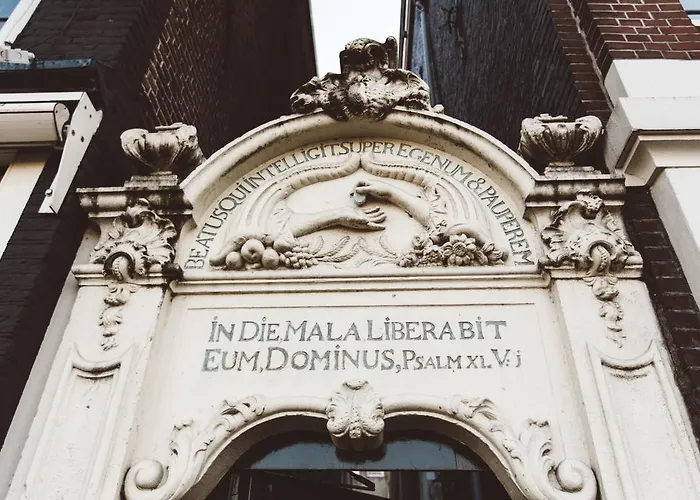 BEATUS QUI INTELLIGIT SUPER EGENUM & PAUPEREM
IN DIE MALA LIBERABIT
EUM, DOMINUS, PSALM XL. V. j